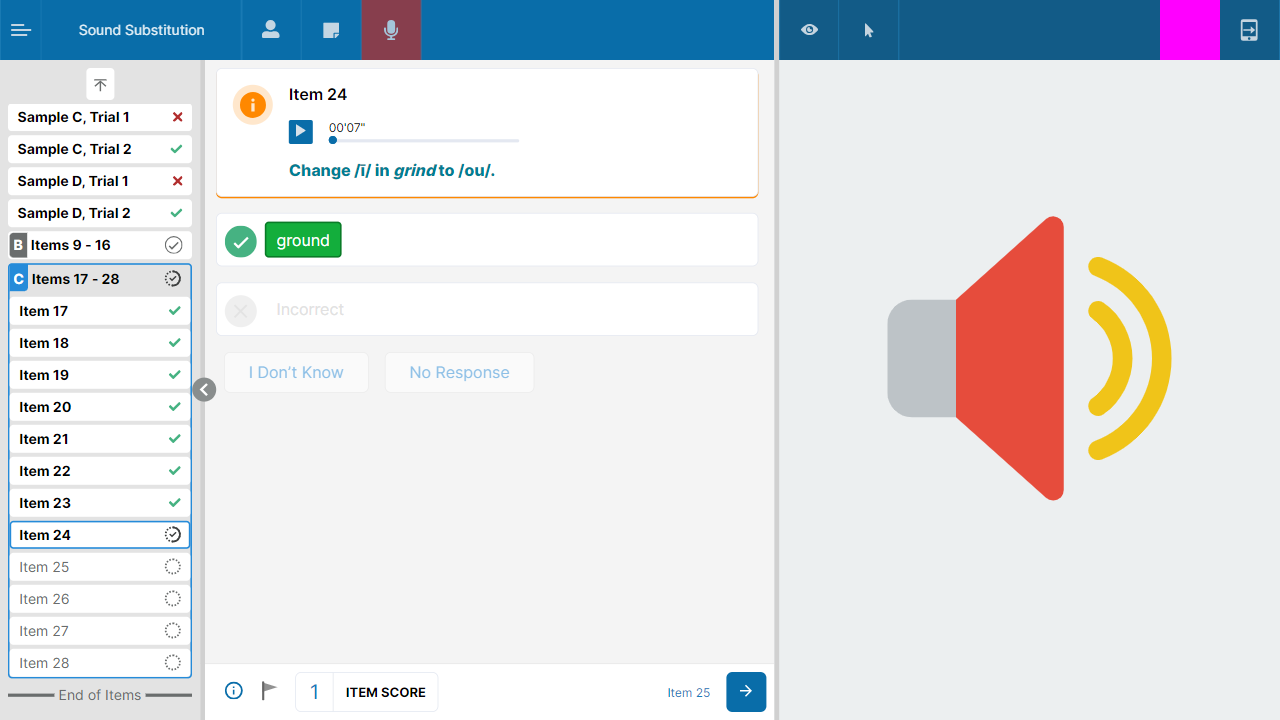 Sound Substitution
Sample C, Trial 1
Sample C, Trial 2
Sample D, Trial 1
Sample D, Trial 2
B Items 9 - 16
C Items 17 - 28
Item 17
Item 18
Item 19
Item 20
Item 21
Item 22
Item 23
Item 24
Item 25
Item 26
Item 27
Item 28
End of Items
Item 24
00'07"
Change /ī/ in grind to /ou/.
ground
Incorrect
I Don’t Know
No Response
1 ITEM SCORE
Item 25